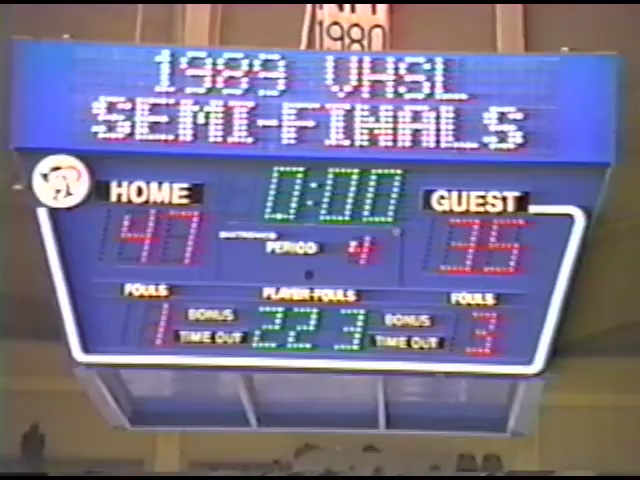 1980
1989 VHSL
SEMI-FINALS
HOME 0:00 GUEST
47 PERIOD 4 35
FOULS PLAYER-FOULS FOULS
1 BONUS 22 3 BONUS 3
TIME OUT TIME OUT